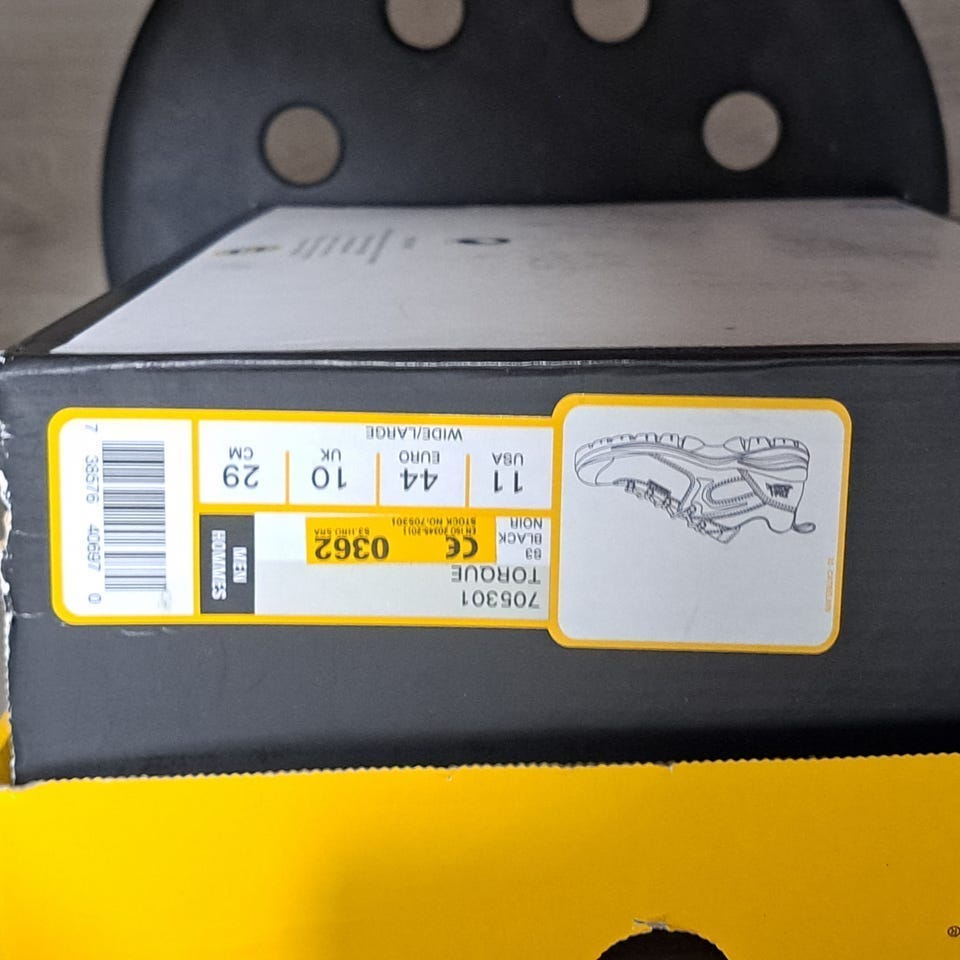 705301
TORQUE
S3
BLACK
NOIR
CE 0362
EN ISO 20345:2011
STOCK NO.:705301
S3 HRO SRA
MEN
HOMMES
11
USA
44
EURO
10
UK
29
CM
WIDE/LARGE
7 38576 40697 0
®